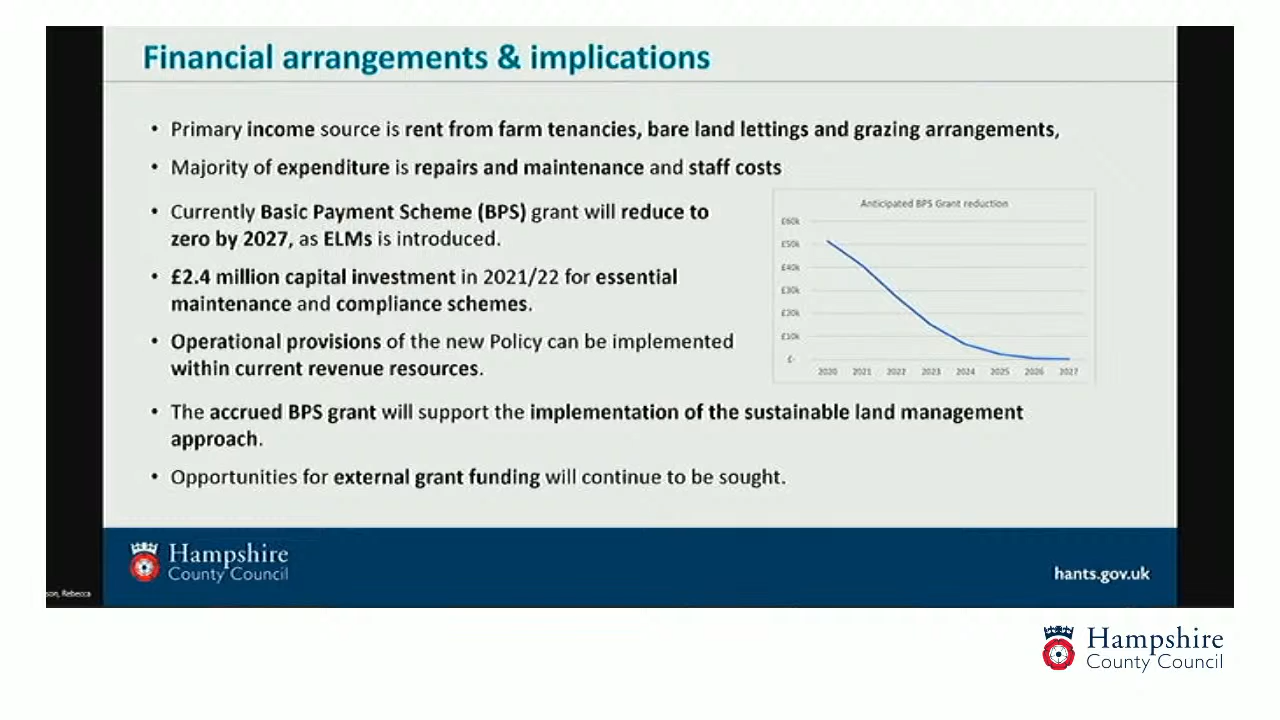 Financial arrangements & implications
• Primary income source is rent from farm tenancies, bare land lettings and grazing arrangements,
• Majority of expenditure is repairs and maintenance and staff costs
• Currently Basic Payment Scheme (BPS) grant will reduce to
zero by 2027, as ELMs is introduced.
• £2.4 million capital investment in 2021/22 for essential
maintenance and compliance schemes.
• Operational provisions of the new Policy can be implemented
within current revenue resources.
Anticipated BPS Grant reduction
£60k
£50k
£40k
£30k
£20k
£10k
£-
2020 2021 2022 2023 2024 2025 2026 2027
• The accrued BPS grant will support the implementation of the sustainable land management
approach.
• Opportunities for external grant funding will continue to be sought.
Hampshire
County Council
hants.gov.uk
son, Rebecca
Hampshire
County Council